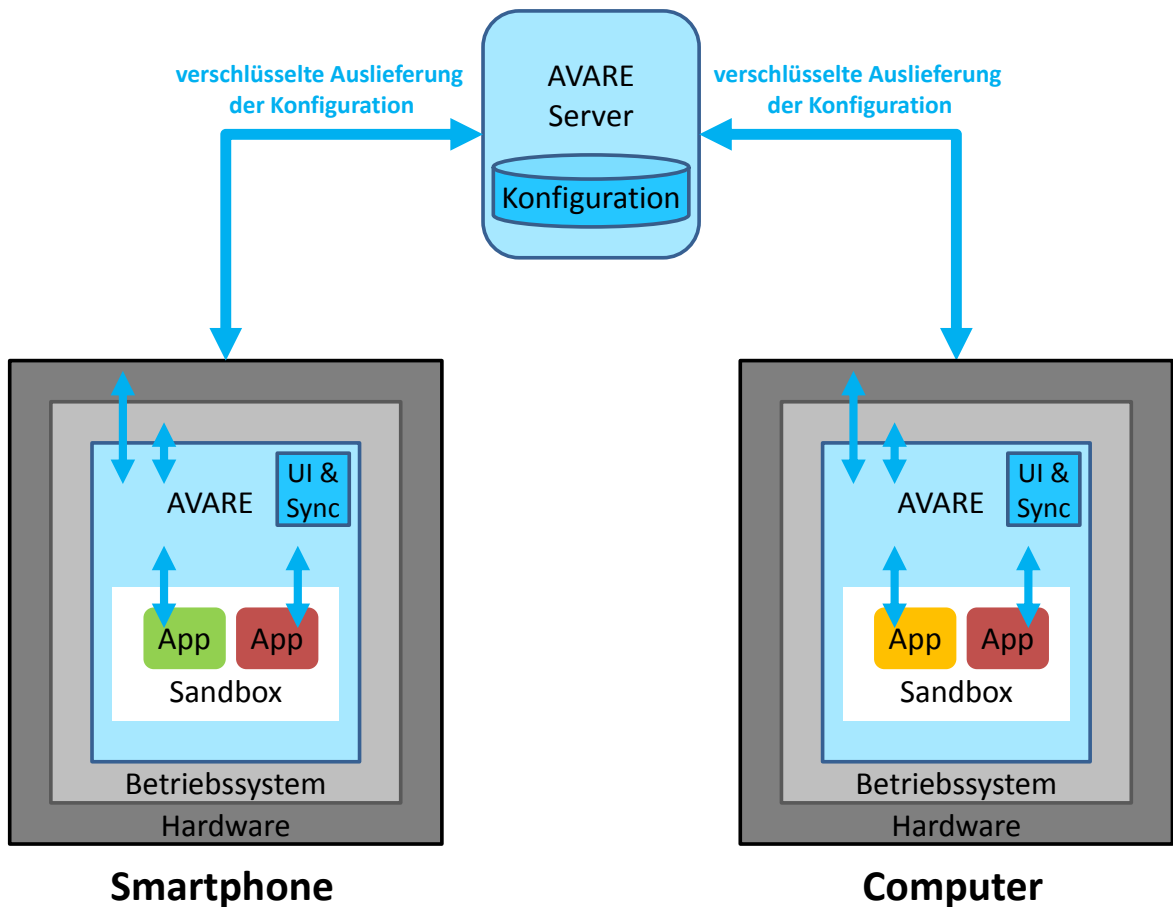 verschlüsselte Auslieferung
der Konfiguration
AVARE
Server
Konfiguration
verschlüsselte Auslieferung
der Konfiguration
UI &
Sync
AVARE
App
App
Sandbox
Betriebssystem
Hardware
Smartphone
UI &
Sync
AVARE
App
App
Sandbox
Betriebssystem
Hardware
Computer